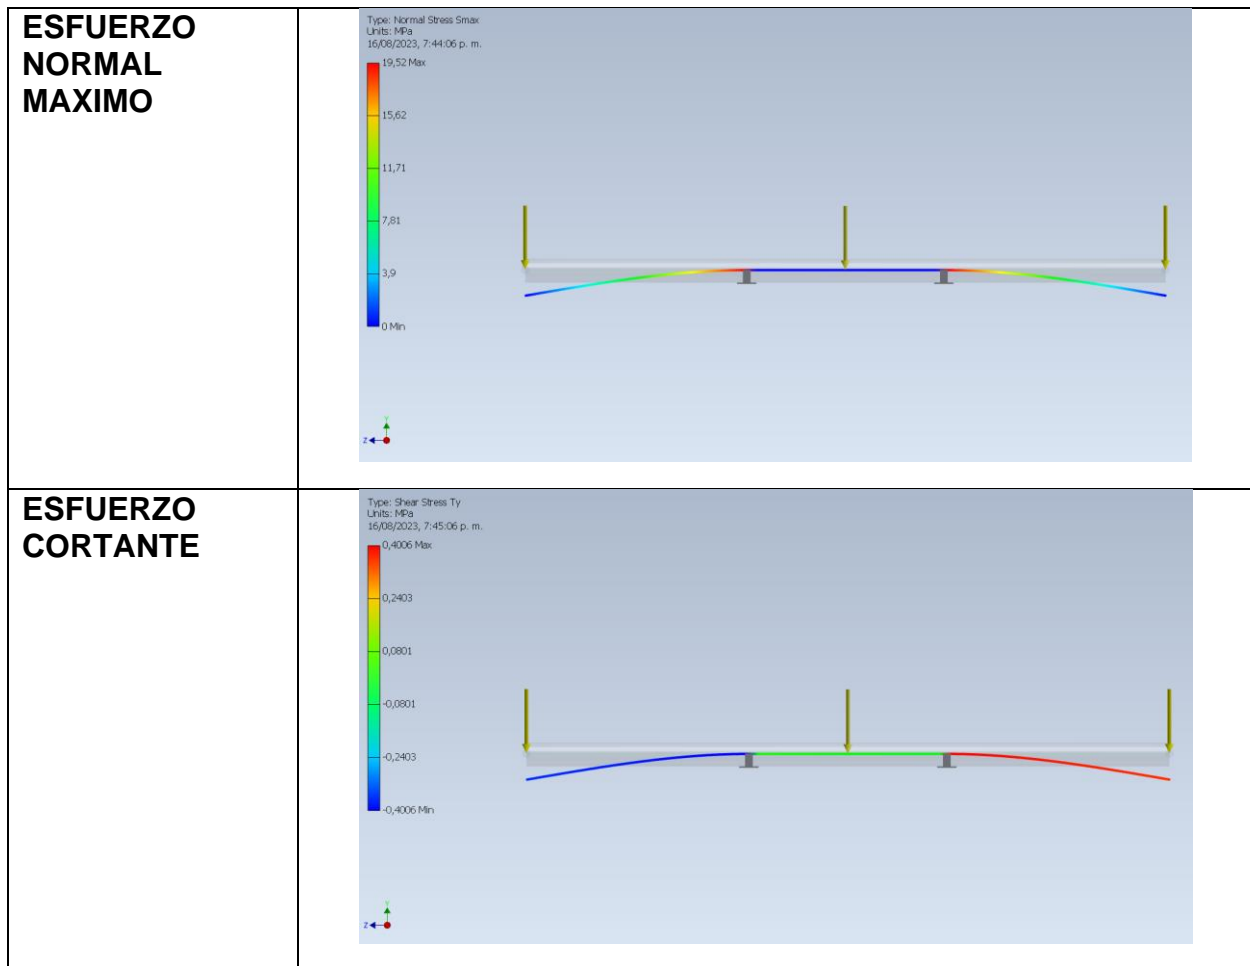 ESFUERZO
NORMAL
MAXIMO
Type: Normal Stress Smax
Units: MPa
16/08/2023, 7:44:06 p. m.
19,52 Max
15,62
11,71
7,81
3,9
0 Min
Y
Z
ESFUERZO
CORTANTE
Type: Shear Stress Ty
Units: MPa
16/08/2023, 7:45:06 p. m.
0,4006 Max
0,2403
0,0801
-0,0801
-0,2403
-0,4006 Min
Y
Z